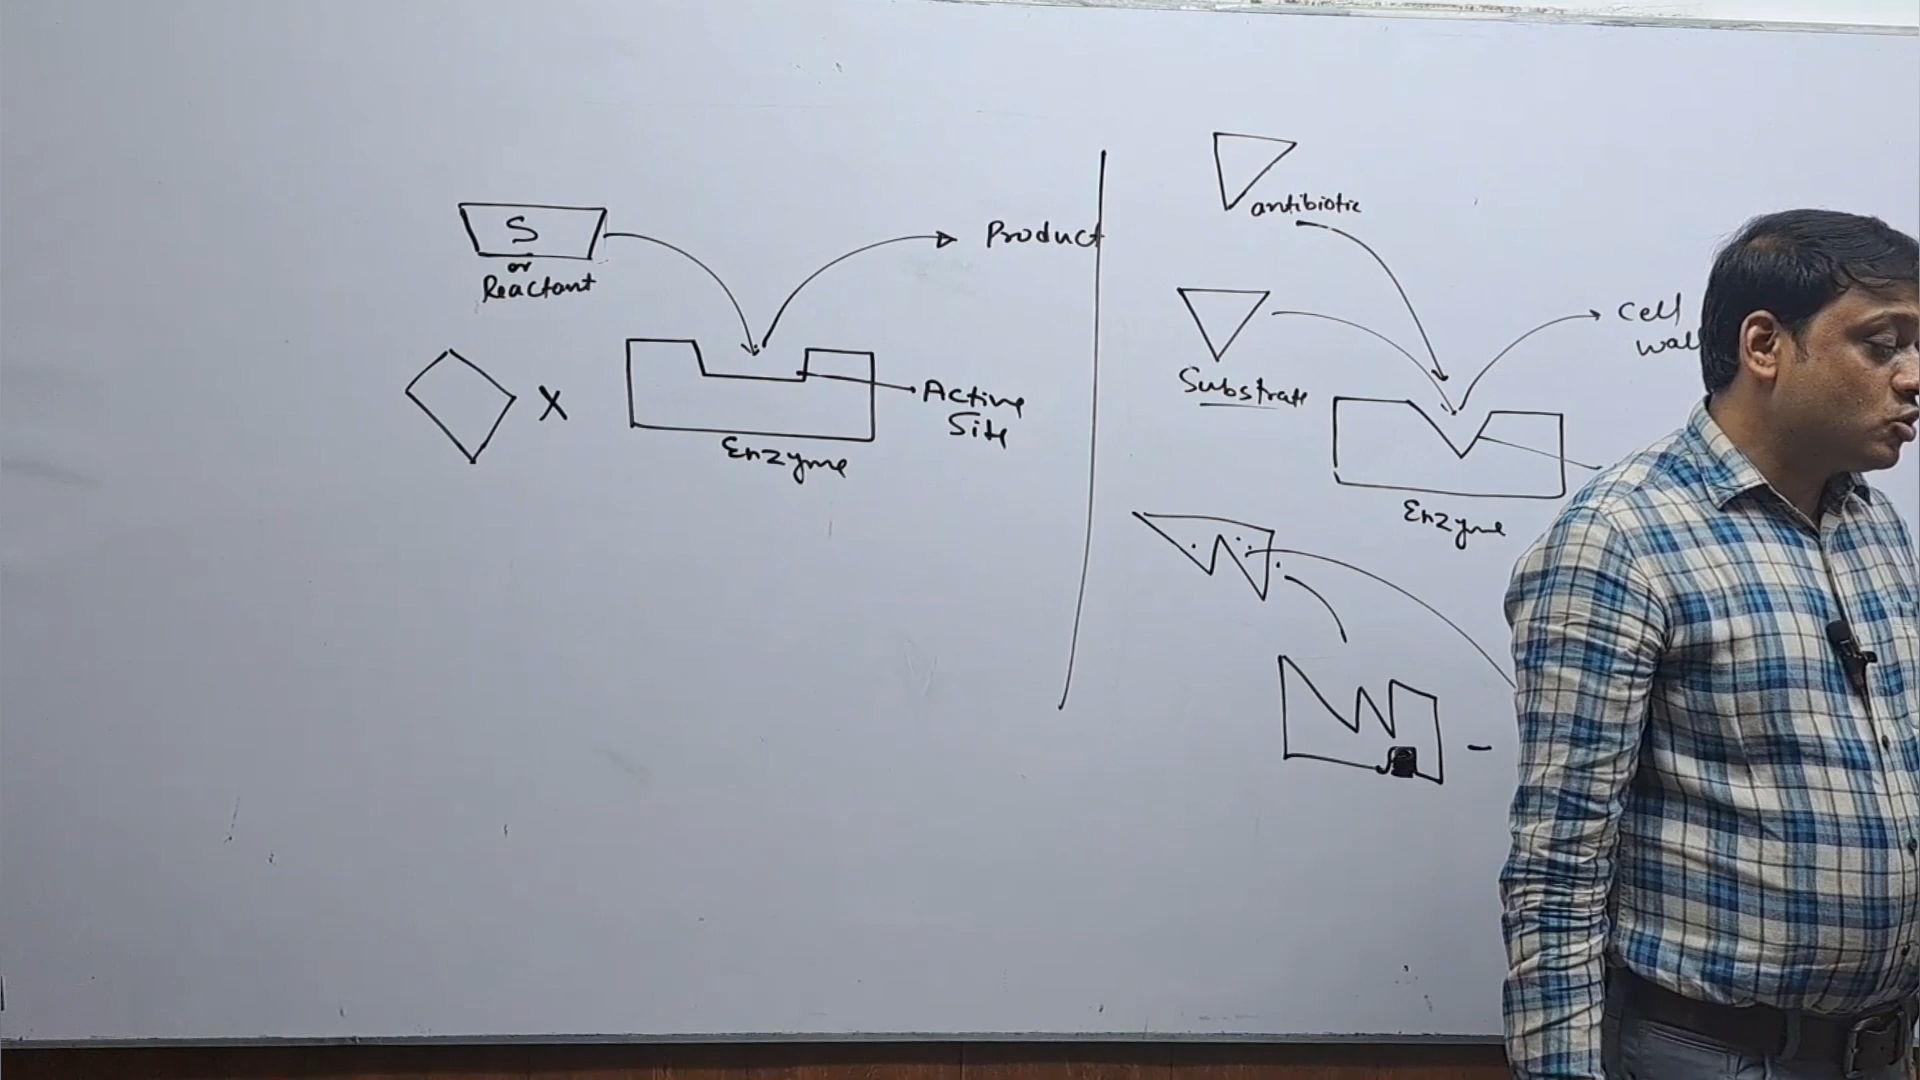 S
or
Reactant
Product
Active
Site
Enzyme
X
antibiotic
Substrate
Cell
Enzyme